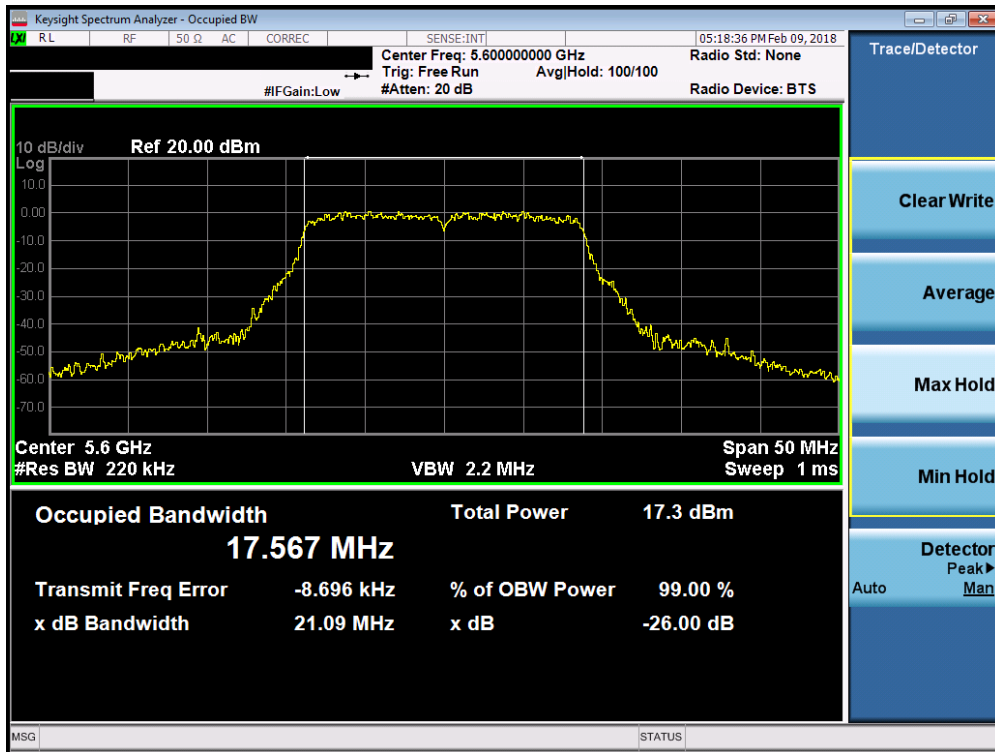 Keysight Spectrum Analyzer - Occupied BW
LXI RL RF 50 Ω AC CORREC SENSE:INT 05:18:36 PM Feb 09, 2018
Center Freq: 5.600000000 GHz Radio Std: None
Trig: Free Run Avg|Hold: 100/100
#IFGain:Low #Atten: 20 dB Radio Device: BTS
10 dB/div Ref 20.00 dBm
Log
10.0
0.00
-10.0
-20.0
-30.0
-40.0
-50.0
-60.0
-70.0
Center 5.6 GHz Span 50 MHz
#Res BW 220 kHz VBW 2.2 MHz Sweep 1 ms
Occupied Bandwidth Total Power 17.3 dBm
17.567 MHz
Transmit Freq Error -8.696 kHz % of OBW Power 99.00 %
x dB Bandwidth 21.09 MHz x dB -26.00 dB
Trace/Detector
Clear Write
Average
Max Hold
Min Hold
Detector
Peak▶
Auto Man
MSG STATUS